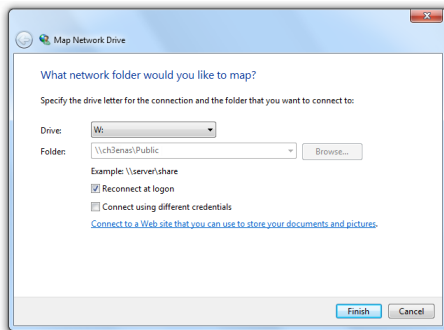 Map Network Drive
What network folder would you like to map?
Specify the drive letter for the connection and the folder that you want to connect to:
Drive: W:
Folder: \\ch3enas\Public Browse...
Example: \\server\share
Reconnect at logon
Connect using different credentials
Connect to a Web site that you can use to store your documents and pictures.
Finish Cancel